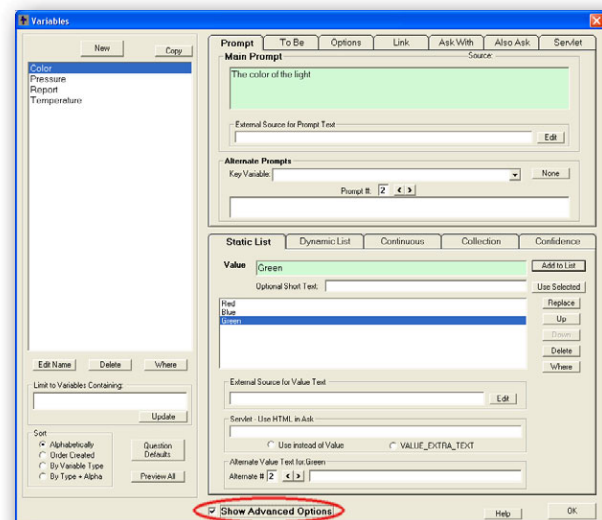 Variables
New
Copy
Color
Pressure
Report
Temperature
Edit Name
Delete
Where
Limit to Variables Containing:
Update
Sort
Alphabetically
Order Created
By Variable Type
By Type + Alpha
Question Defaults
Preview All
Prompt
To Be
Options
Link
Ask With
Also Ask
Servlet
Main Prompt
Source:
The color of the light
External Source for Prompt Text
Edit
Alternate Prompts
Key Variable:
None
Prompt #: 2 < >
Static List
Dynamic List
Continuous
Collection
Confidence
Value
Green
Add to List
Optional Short Text:
Use Selected
Red
Blue
Green
Replace
Up
Down
Delete
Where
External Source for Value Text
Edit
Servlet - Use HTML in Ask
Use instead of Value
VALUE_EXTRA_TEXT
Alternate Value Text for:Green
Alternate # 2 < >
Show Advanced Options
Help
OK